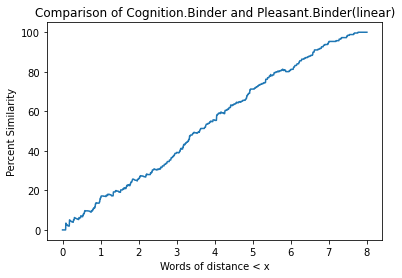 Comparison of Cognition.Binder and Pleasant.Binder(linear)
100
80
60
40
20
0
Percent Similarity
0 1 2 3 4 5 6 7 8
Words of distance < x